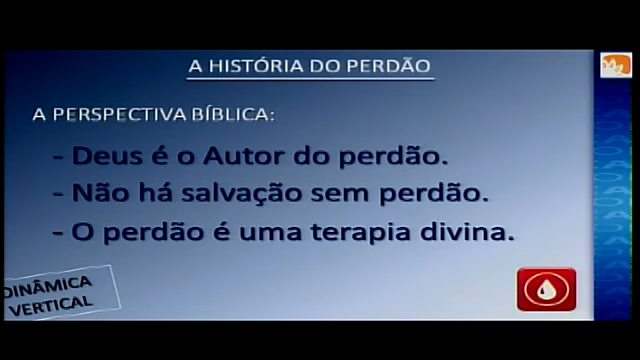 A HISTÓRIA DO PERDÃO
A PERSPECTIVA BÍBLICA:
- Deus é o Autor do perdão.
- Não há salvação sem perdão.
- O perdão é uma terapia divina.
DINÂMICA
VERTICAL